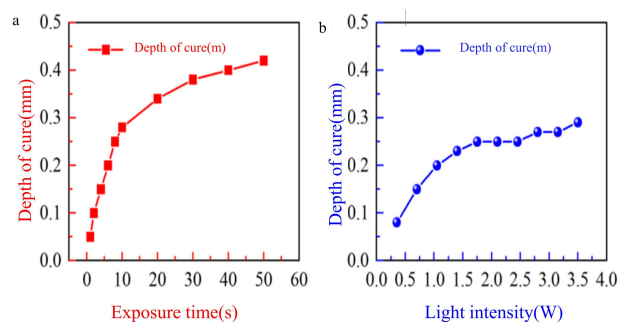 a
0.5
0.4
0.3
0.2
0.1
0.0
Depth of cure(mm)
Depth of cure(m)
0 10 20 30 40 50 60
Exposure time(s)
b
0.5
0.4
0.3
0.2
0.1
0.0
Depth of cure(mm)
Depth of cure(m)
0.0 0.5 1.0 1.5 2.0 2.5 3.0 3.5 4.0
Light intensity(W)